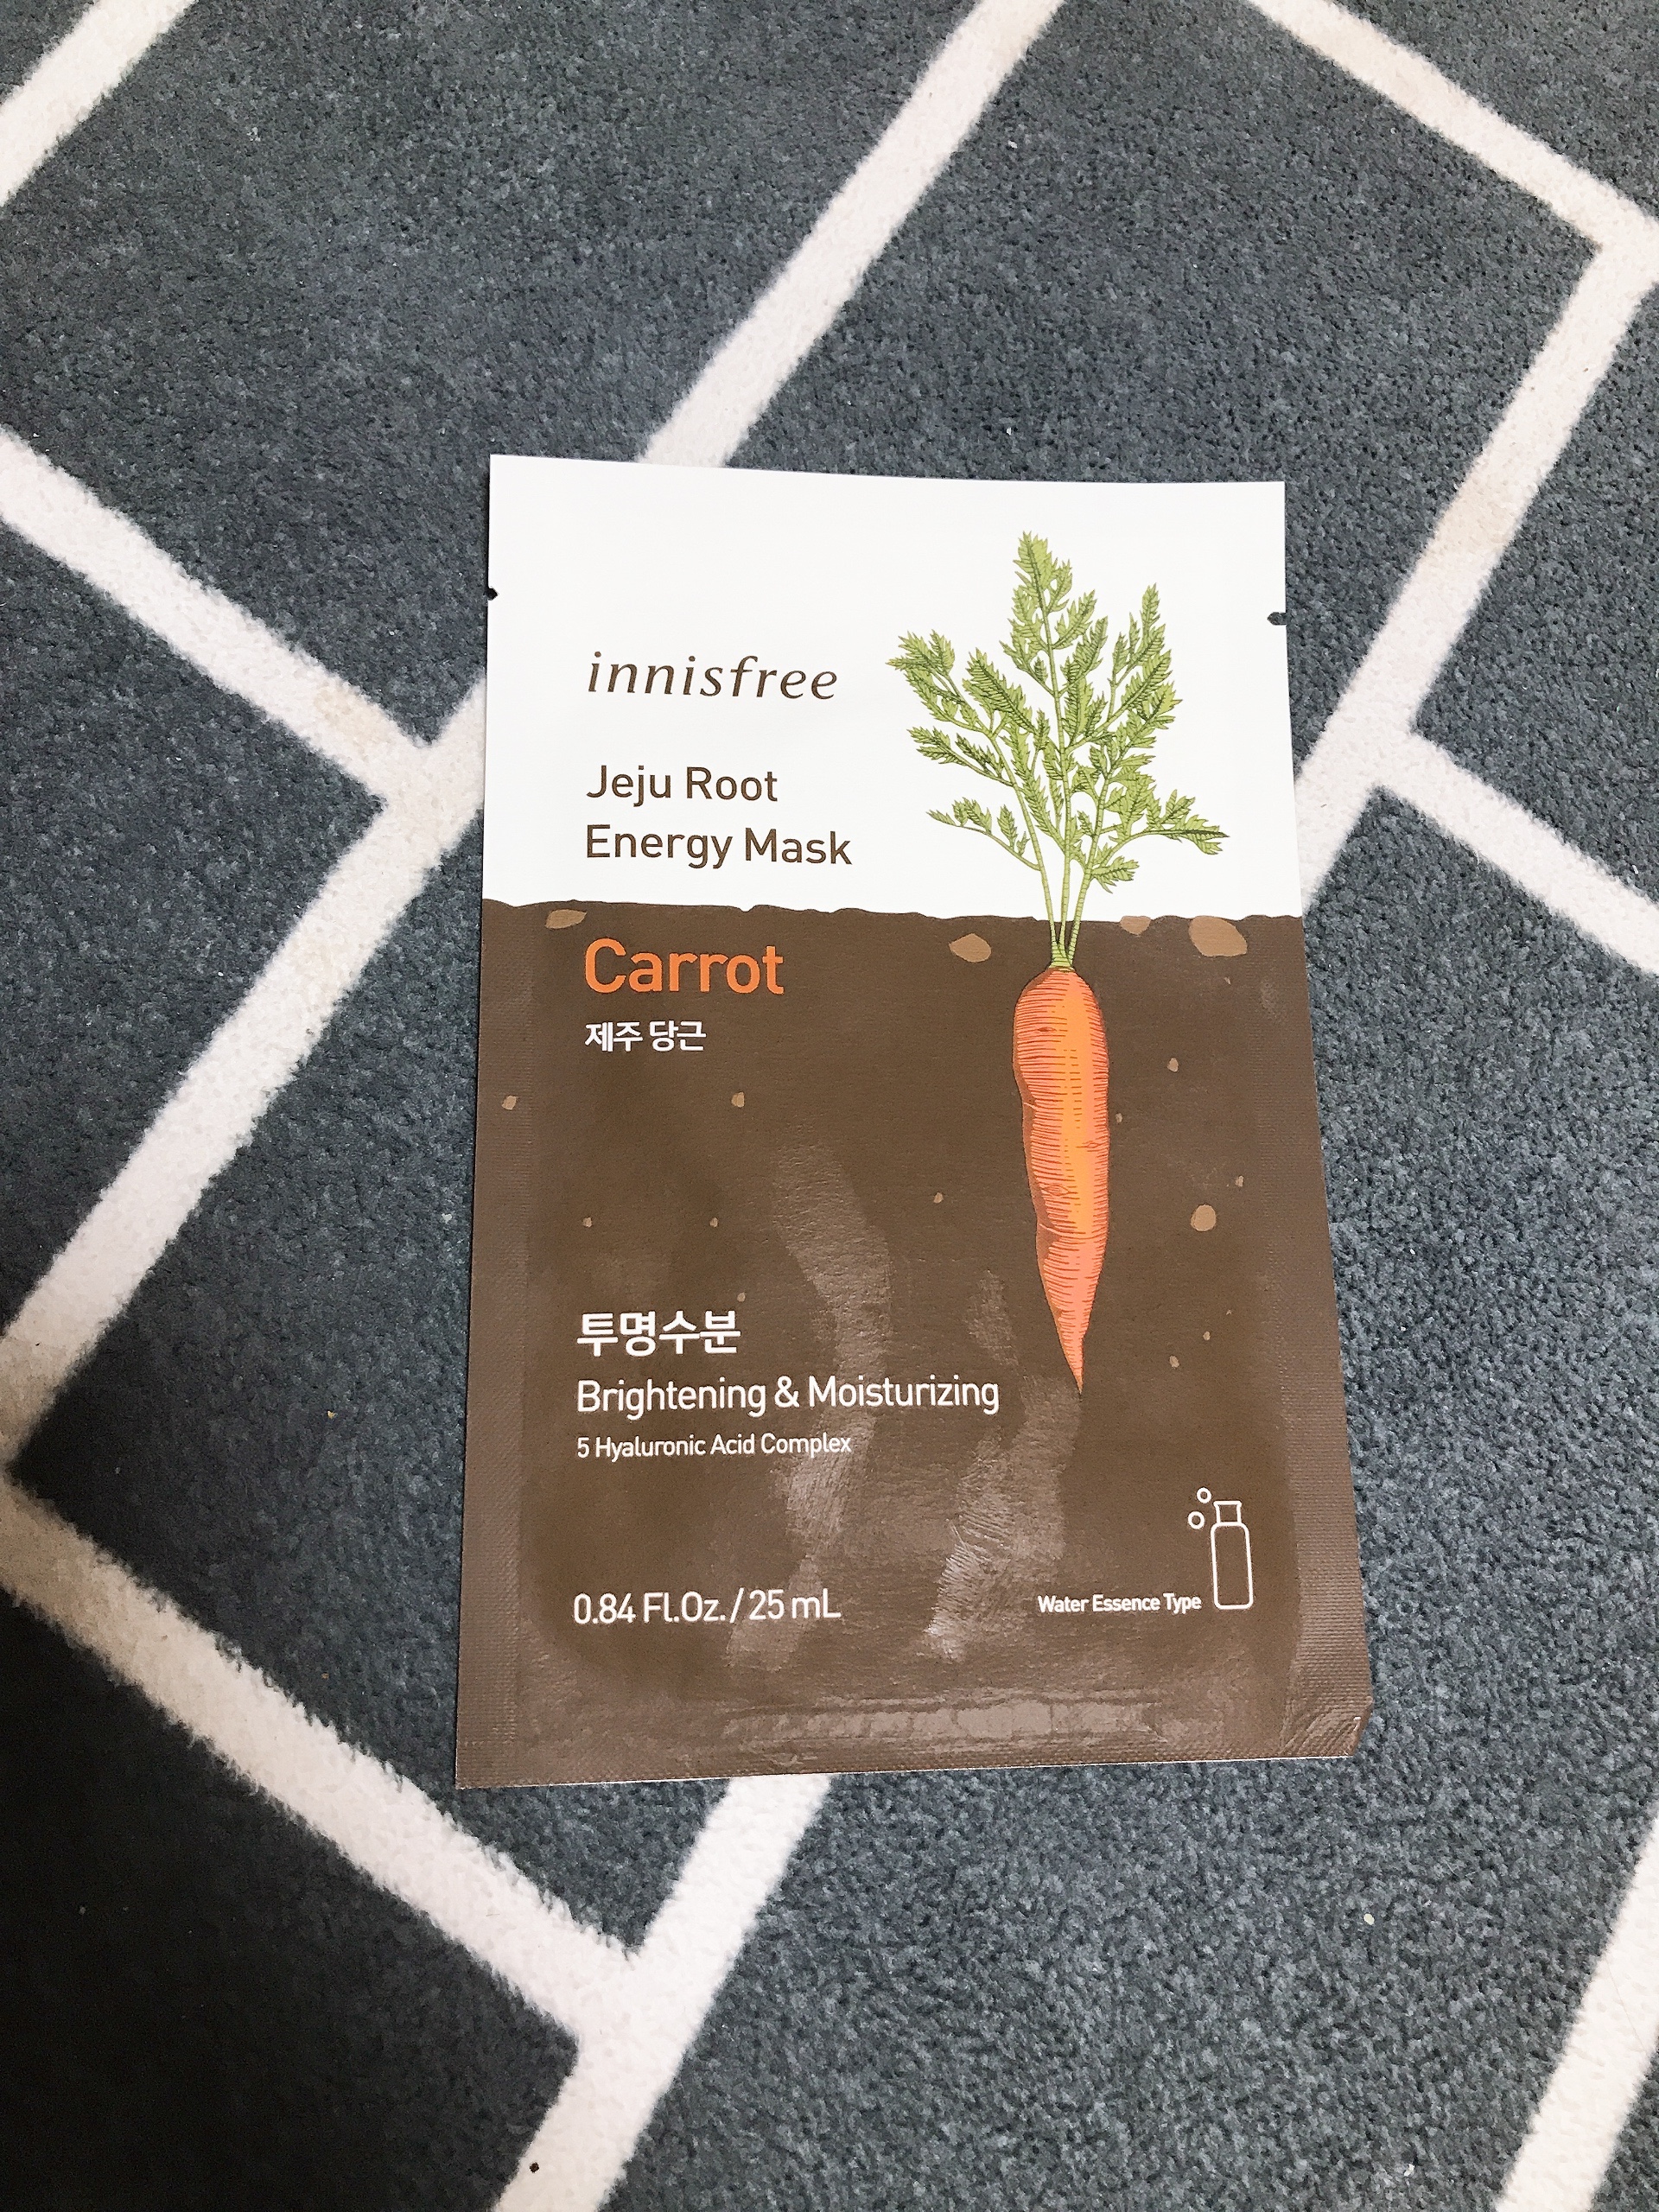 innisfree
Jeju Root
Energy Mask
Carrot
제주 당근
투명수분
Brightening & Moisturizing
5 Hyaluronic Acid Complex
0.84 Fl.Oz. / 25 mL
Water Essence Type